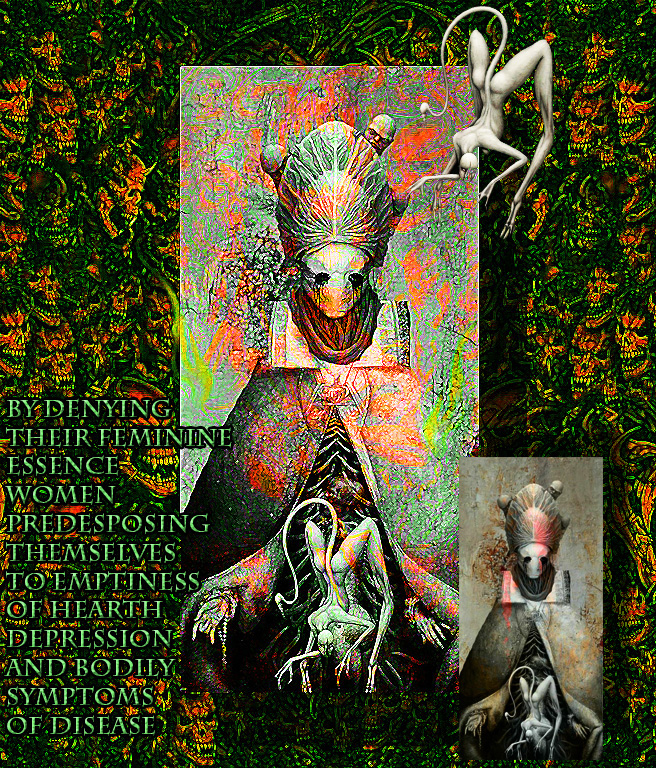 BY DENYING
THEIR FEMININE
ESSENCE
WOMEN
PREDESPOSING
THEMSELVES
TO EMPTINESS
OF HEARTH
DEPRESSION
AND BODILY
SYMPTOMS
OF DISEASE